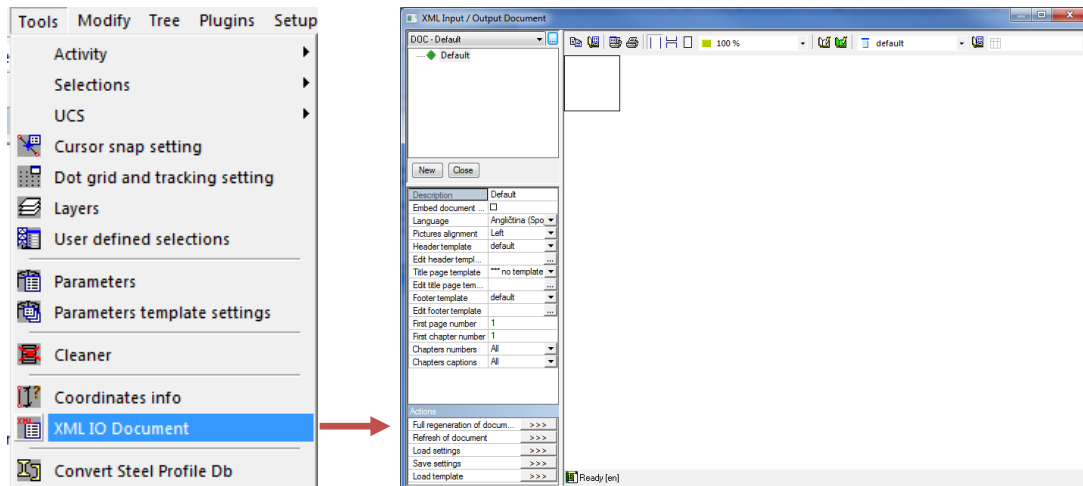 Tools Modify Tree Plugins Setup
Activity
Selections
UCS
Cursor snap setting
Dot grid and tracking setting
Layers
User defined selections
Parameters
Parameters template settings
Cleaner
Coordinates info
XML IO Document
Convert Steel Profile Db
XML Input / Output Document
DOC - Default
100 %
default
Default
New Close
Description Default
Embed document ...
Language Angličtina (Spo
Pictures alignment Left
Header template default
Edit header templ... ...
Title page template *** no template
Edit title page tem... ...
Footer template default
Edit footer template ...
First page number 1
First chapter number 1
Chapters numbers All
Chapters captions All
Actions
Full regeneration of docum... >>>
Refresh of document >>>
Load settings >>>
Save settings >>>
Load template >>>
Ready [en]